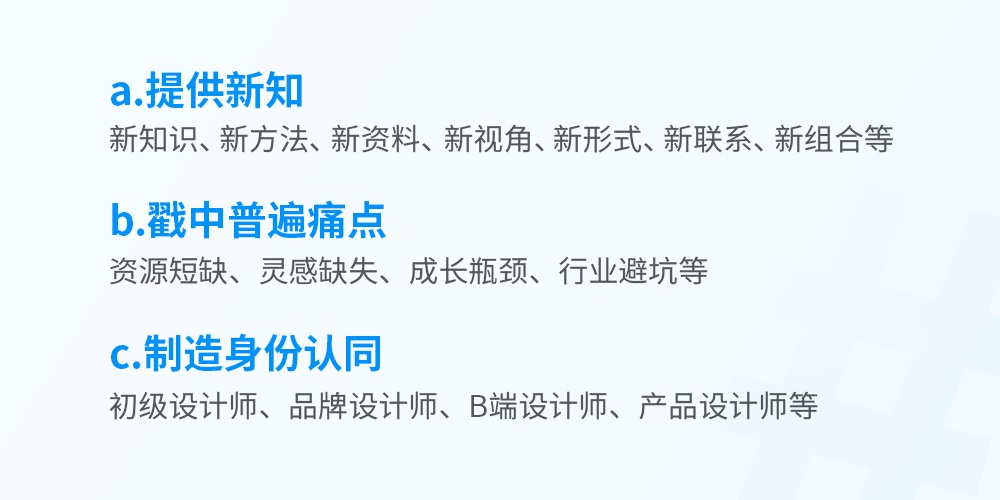 a.提供新知
新知识、新方法、新资料、新视角、新形式、新联系、新组合等
b.戳中普遍痛点
资源短缺、灵感缺失、成长瓶颈、行业避坑等
c.制造身份认同
初级设计师、品牌设计师、B端设计师、产品设计师等